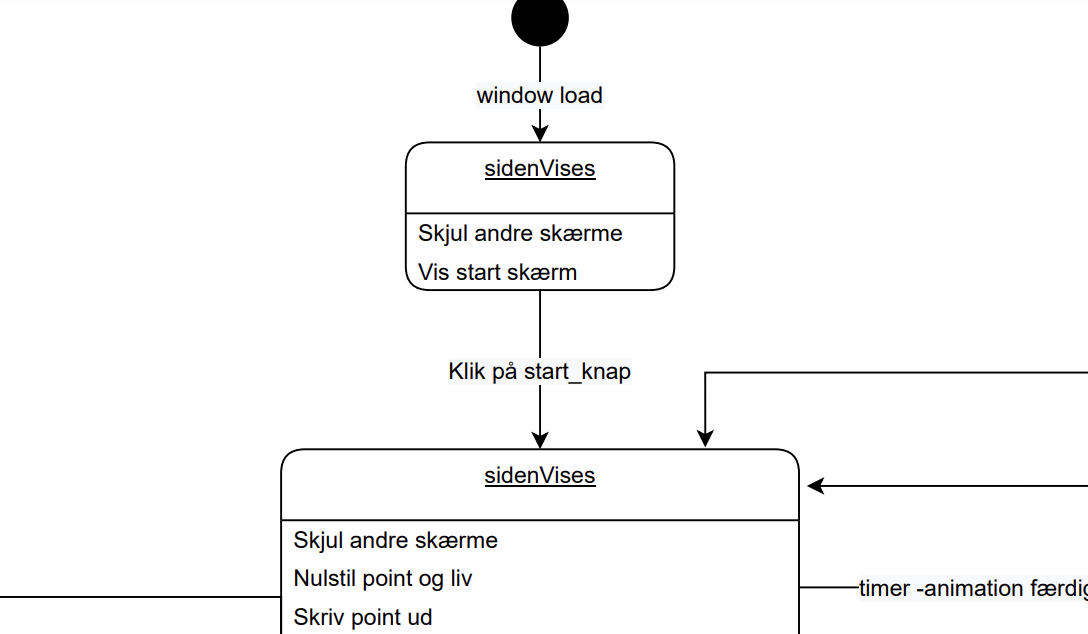 window load
sidenVises
Skjul andre skærme
Vis start skærm
Klik på start_knap
sidenVises
Skjul andre skærme
Nulstil point og liv
timer -animation
Skriv point ud